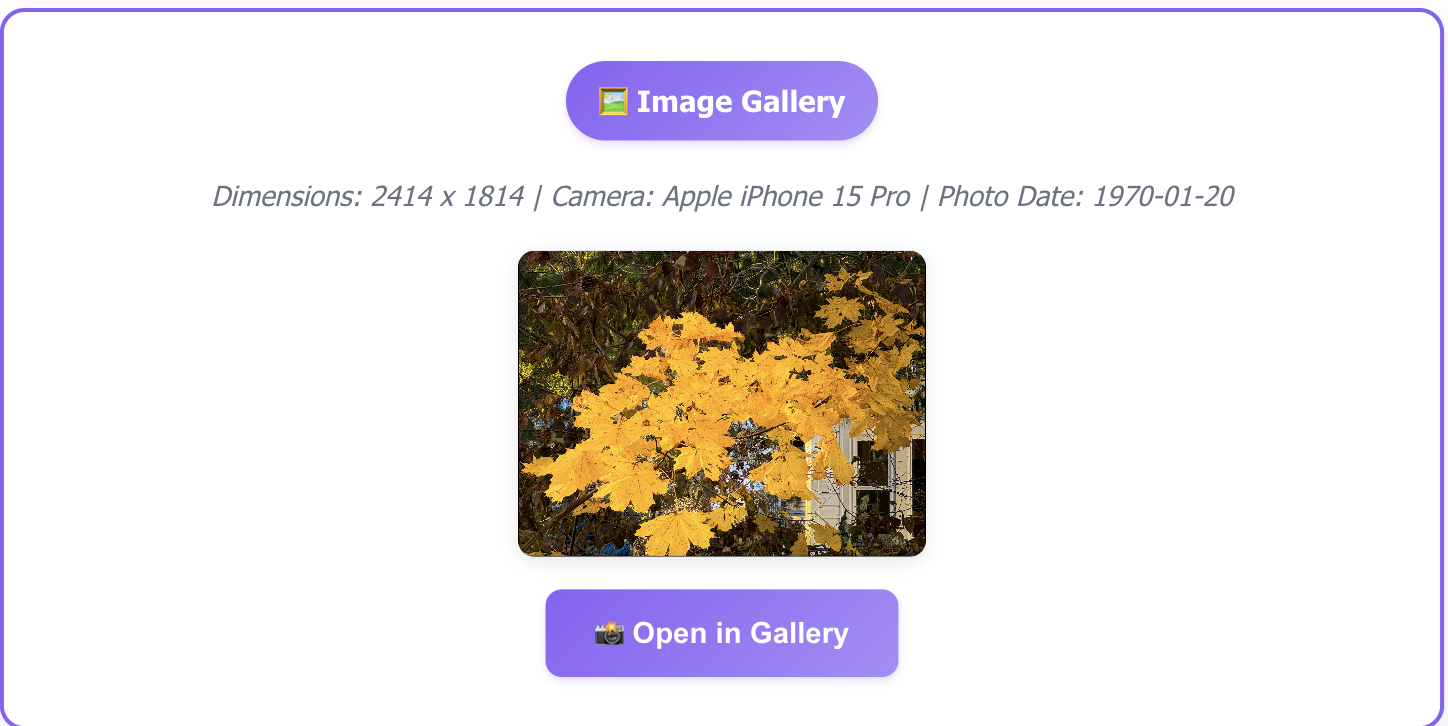 🖼️ Image Gallery
Dimensions: 2414 x 1814 | Camera: Apple iPhone 15 Pro | Photo Date: 1970-01-20
📸 Open in Gallery